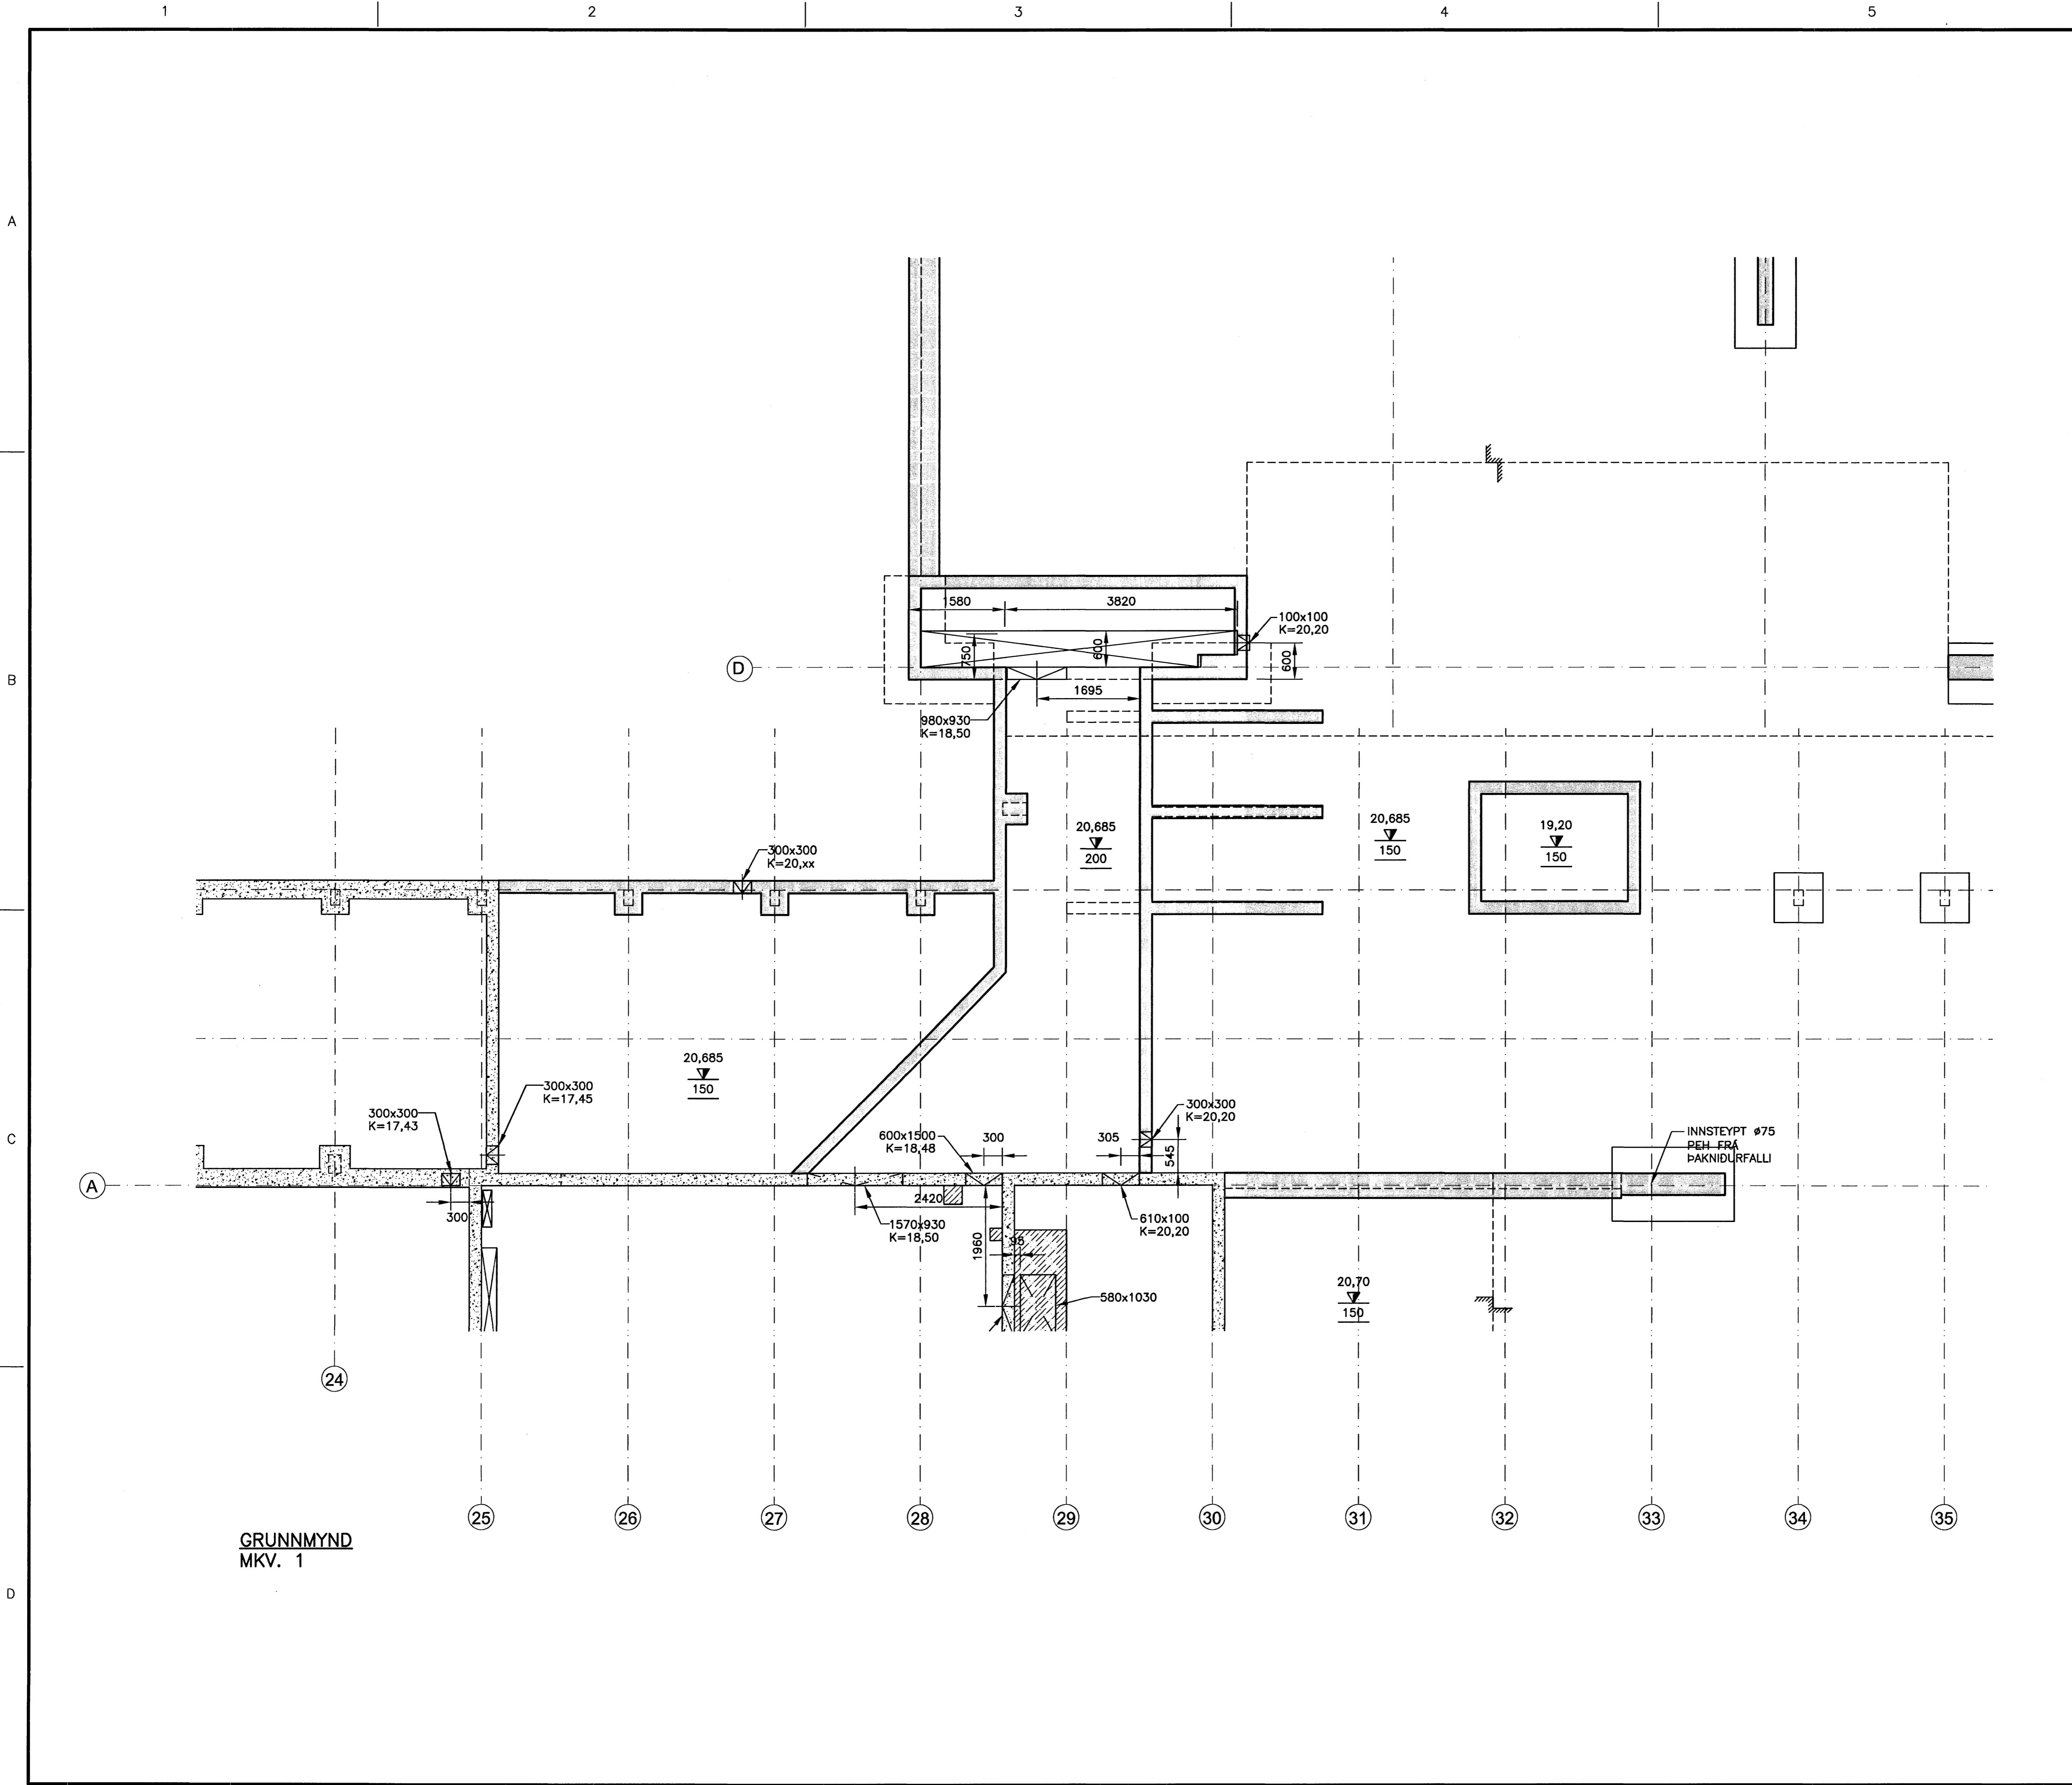 1
2
3
4
5
A
B
C
D
1580
3820
750
600
100x100
K=20,20
600
D
1695
980x930
K=18,50
300x300
K=20,xx
20,685
200
20,685
150
19,20
150
20,685
150
300x300
K=17,45
300x300
K=17,43
600x1500
K=18,48
300
305
300x300
K=20,20
545
INNSTEYPT ø75
PEH FRÁ
ÞAKNIÐURFALLI
A
300
2420
1570x930
K=18,50
1960
95
610x100
K=20,20
580x1030
20,70
150
24
25
26
27
28
29
30
31
32
33
34
35
GRUNNMYND
MKV. 1